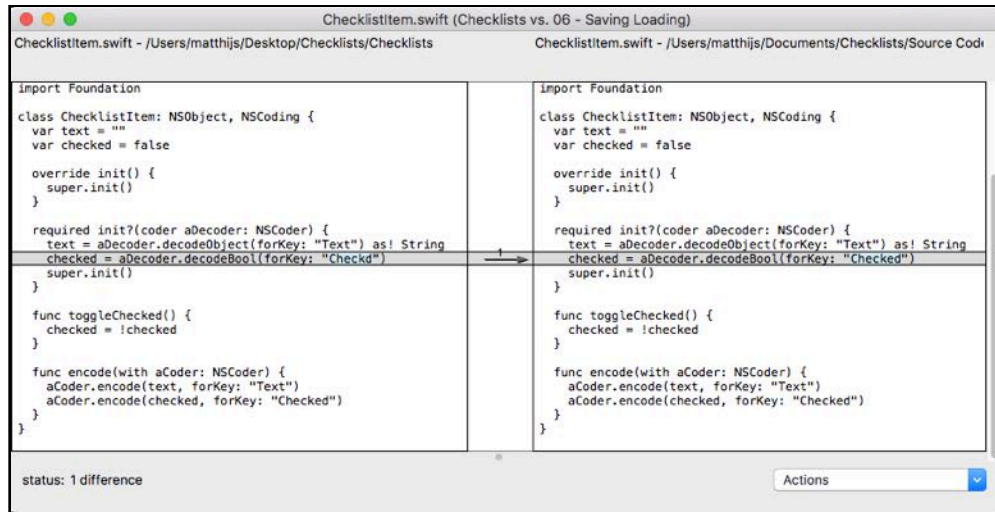 ChecklistItem.swift (Checklists vs. 06 - Saving Loading)
ChecklistItem.swift - /Users/matthijs/Desktop/Checklists/Checklists
ChecklistItem.swift - /Users/matthijs/Documents/Checklists/Source Code
import Foundation
class ChecklistItem: NSObject, NSCoding {
var text = ""
var checked = false
override init() {
super.init()
}
required init?(coder aDecoder: NSCoder) {
text = aDecoder.decodeObject(forKey: "Text") as! String
checked = aDecoder.decodeBool(forKey: "Checkd")
super.init()
}
func toggleChecked() {
checked = !checked
}
func encode(with aCoder: NSCoder) {
aCoder.encode(text, forKey: "Text")
aCoder.encode(checked, forKey: "Checked")
}
}
1
import Foundation
class ChecklistItem: NSObject, NSCoding {
var text = ""
var checked = false
override init() {
super.init()
}
required init?(coder aDecoder: NSCoder) {
text = aDecoder.decodeObject(forKey: "Text") as! String
checked = aDecoder.decodeBool(forKey: "Checked")
super.init()
}
func toggleChecked() {
checked = !checked
}
func encode(with aCoder: NSCoder) {
aCoder.encode(text, forKey: "Text")
aCoder.encode(checked, forKey: "Checked")
}
}
status: 1 difference
Actions